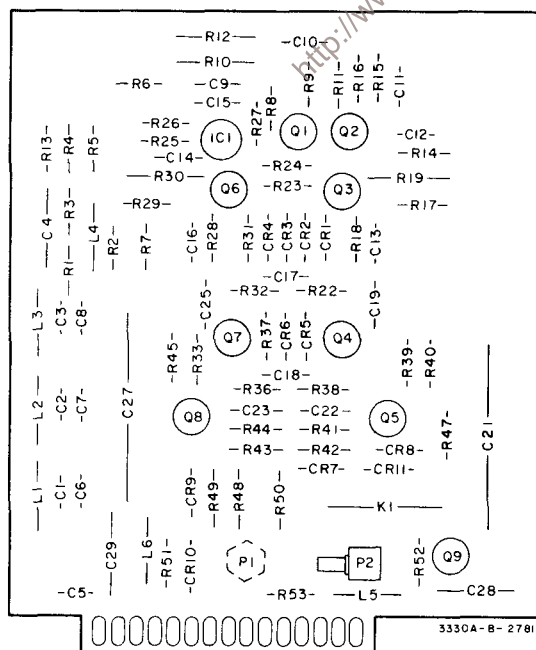 -R12-
-C10-
http://w
-R10-
-R6-
-C9-
-C15-
-R9-
-R11-
-R16-
-R15-
-C11-
-R8-
-R27-
-R26-
-R25-
-C14-
IC1
Q1
Q2
-C12-
-R14-
-R13-
-R4-
-R5-
-R24-
-R30-
Q6
-R23-
Q3
-R19-
-R29-
-R17-
-C4-
-R3-
-L4-
-R2-
-R7-
-C16-
-R28-
-R31-
-CR4-
-CR3-
-CR2-
-CR1-
-R18-
-C13-
-R1-
-C17-
-R32-
-R22-
-L3-
-C3-
-C8-
-C25-
-C19-
Q7
-R37-
-CR6-
-CR5-
Q4
-R45-
-R33-
-C18-
-R39-
-R40-
-R36-
-R38-
-L2-
-C2-
-C7-
-C27-
Q8
-C23-
-C22-
Q5
-R44-
-R41-
-R43-
-R42-
-CR8-
-R47-
-C21-
-CR7-
-CR11-
-L1-
-C1-
-C6-
-CR9-
-R49-
-R48-
-R50-
-K1-
-C29-
-L6-
-R51-
-CR10-
P1
P2
-R52-
Q9
-C5-
-R53-
-L5-
-C28-
3330A-B-2781